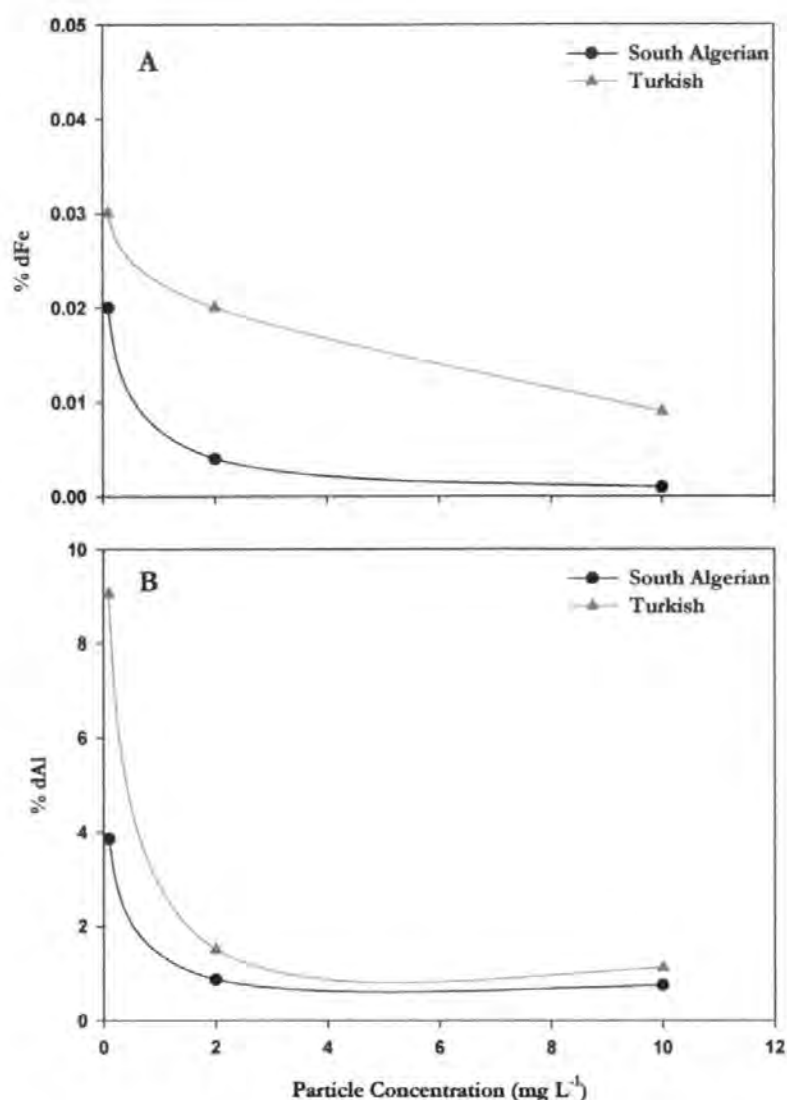 0.05
A
South Algerian
Turkish
0.04
0.03
% dFe
0.02
0.01
0.00
10
B
South Algerian
Turkish
8
6
% dAl
4
2
0
0 2 4 6 8 10 12
Particle Concentration (mg L⁻¹)